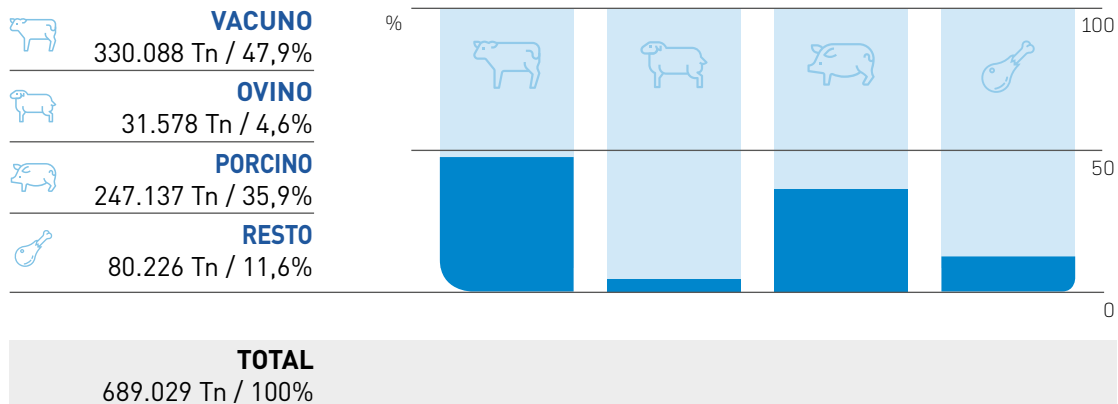 VACUNO
330.088 Tn / 47,9%
OVINO
31.578 Tn / 4,6%
PORCINO
247.137 Tn / 35,9%
RESTO
80.226 Tn / 11,6%
%
100
50
0
TOTAL
689.029 Tn / 100%